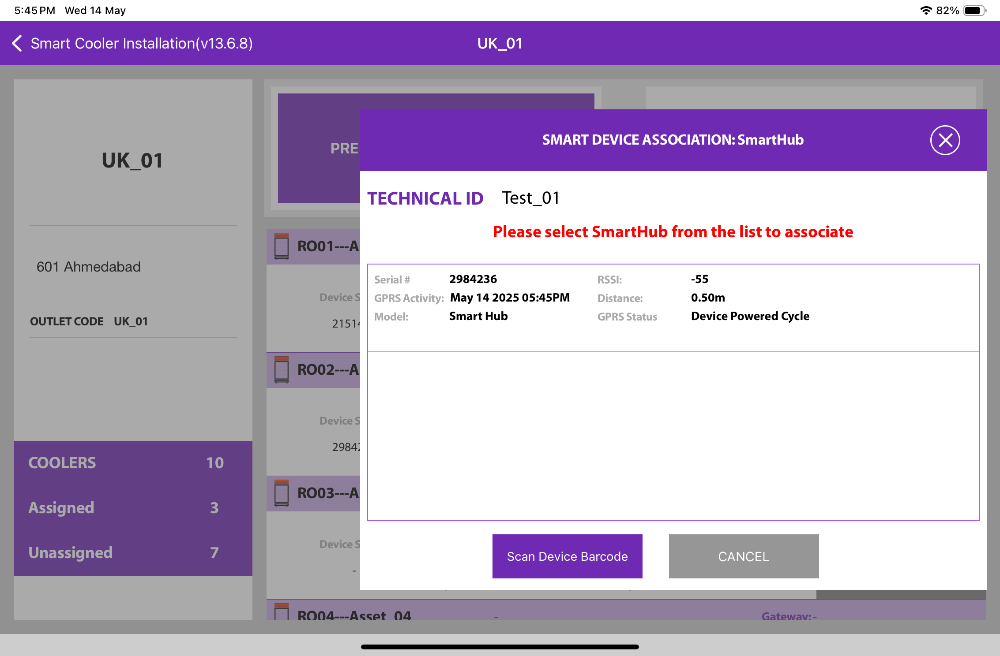 5:45 PM Wed 14 May
82%
Smart Cooler Installation(v13.6.8)
UK_01
UK_01
601 Ahmedabad
OUTLET CODE UK_01
COOLERS 10
Assigned 3
Unassigned 7
PRES
RO01---A
Device S
2151
RO02---A
Device S
2984
RO03---A
Device S
-
RO04---Asset_04 - Gateway: -
SMART DEVICE ASSOCIATION: SmartHub
TECHNICAL ID Test_01
Please select SmartHub from the list to associate
Serial # 2984236 RSSI: -55
GPRS Activity: May 14 2025 05:45PM Distance: 0.50m
Model: Smart Hub GPRS Status Device Powered Cycle
Scan Device Barcode
CANCEL